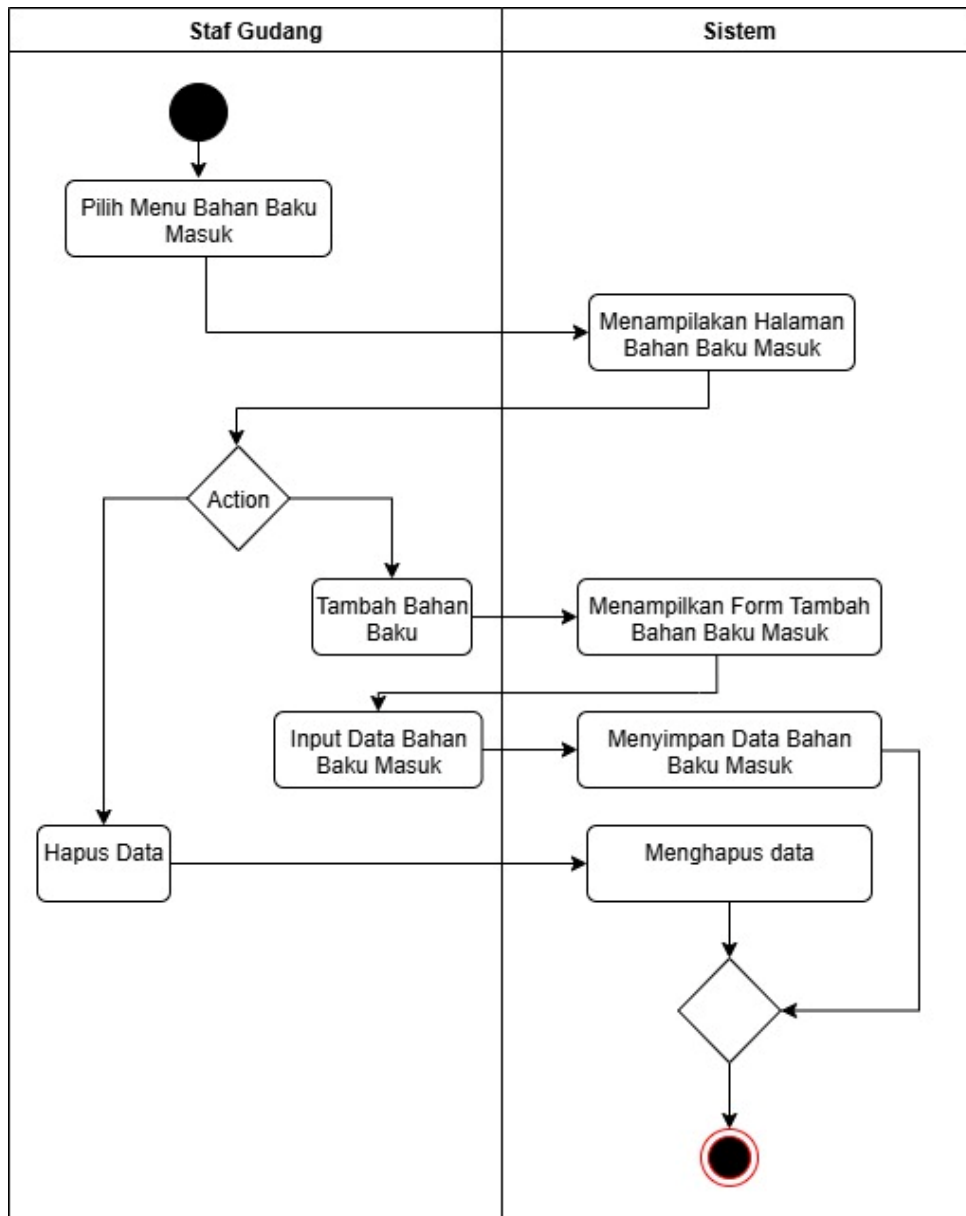 Staf Gudang
Sistem
Pilih Menu Bahan Baku
Masuk
Menampilakan Halaman
Bahan Baku Masuk
Action
Tambah Bahan
Baku
Menampilkan Form Tambah
Bahan Baku Masuk
Input Data Bahan
Baku Masuk
Menyimpan Data Bahan
Baku Masuk
Hapus Data
Menghapus data